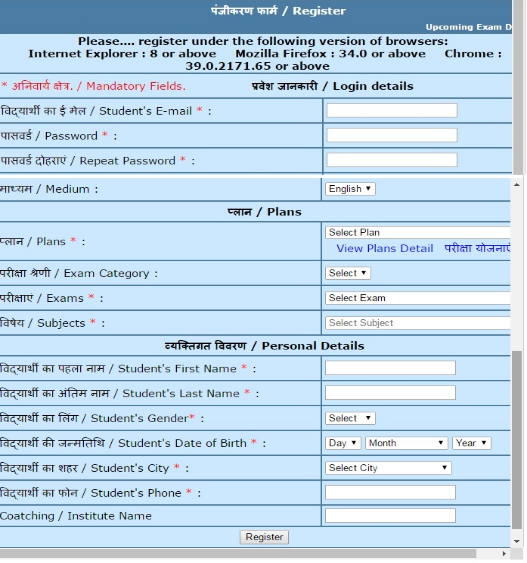 पंजीकरण फार्म / Register
Upcoming Exam D
Please.... register under the following version of browsers:
Internet Explorer : 8 or above Mozilla Firefox : 34.0 or above Chrome :
39.0.2171.65 or above
* अनिवार्य क्षेत्र. / Mandatory Fields. प्रवेश जानकारी / Login details
विद्यार्थी का ई मेल / Student's E-mail * :
पासवर्ड / Password * :
पासवर्ड दोहराएं / Repeat Password * :
माध्यम / Medium : English
प्लान / Plans
प्लान / Plans * : Select Plan
View Plans Detail परीक्षा योजनाएं
परीक्षा श्रेणी / Exam Category : Select
परीक्षाएं / Exams * : Select Exam
विषेय / Subjects * : Select Subject
व्यक्तिगत विवरण / Personal Details
विद्यार्थी का पहला नाम / Student's First Name * :
विद्यार्थी का अंतिम नाम / Student's Last Name * :
विद्यार्थी का लिंग / Student's Gender* : Select
विद्यार्थी की जन्मतिथि / Student's Date of Birth * : Day Month Year
विद्यार्थी का शहर / Student's City * : Select City
विद्यार्थी का फोन / Student's Phone * :
Coatching / Institute Name
Register